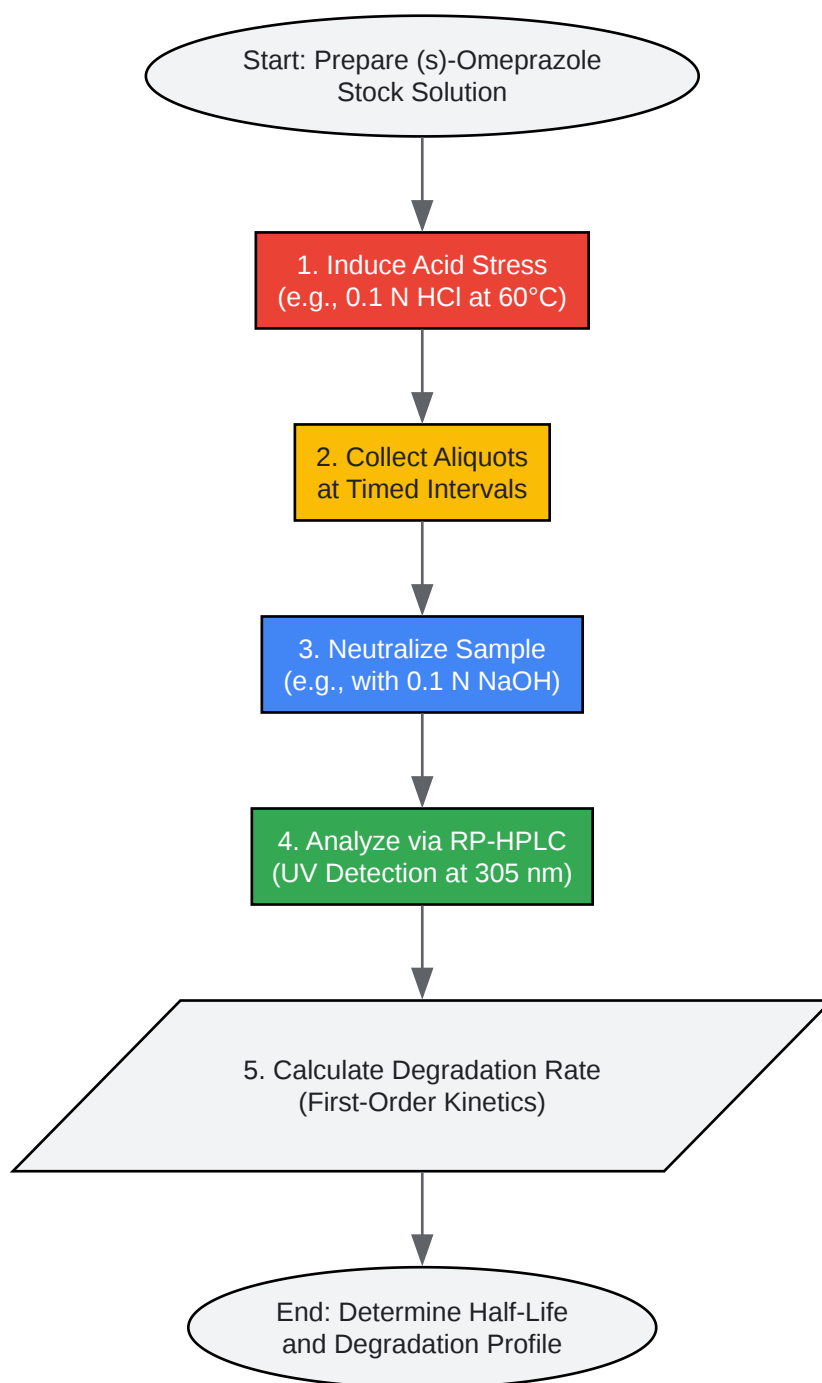 Start: Prepare (s)-Omeprazole
Stock Solution
1. Induce Acid Stress
(e.g., 0.1 N HCl at 60°C)
2. Collect Aliquots
at Timed Intervals
3. Neutralize Sample
(e.g., with 0.1 N NaOH)
4. Analyze via RP-HPLC
(UV Detection at 305 nm)
5. Calculate Degradation Rate
(First-Order Kinetics)
End: Determine Half-Life
and Degradation Profile